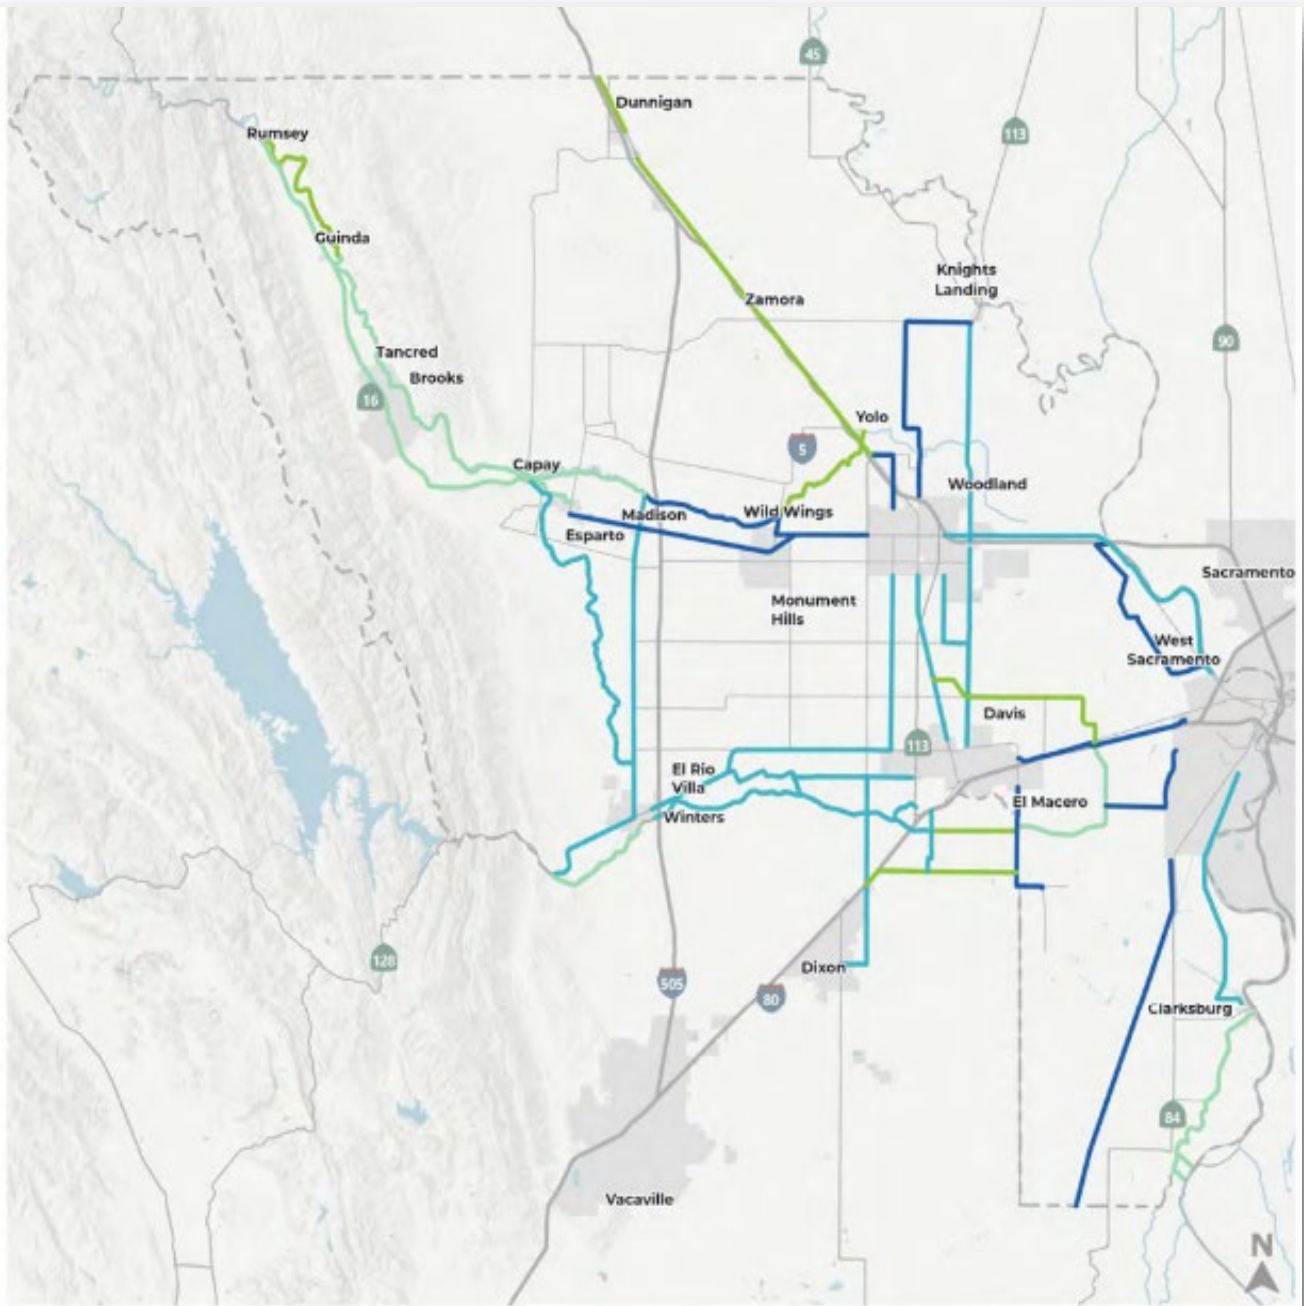 45
Dunnigan
113
Rumsey
Guinda
Knights
Landing
Zamora
90
Tancred
Brooks
16
Yolo
5
Capay
Woodland
Madison
Wild Wings
Esparto
Sacramento
Monument
Hills
West
Sacramento
Davis
113
El Rio
Villa
El Macero
Winters
128
Dixon
505
80
Clarksburg
84
Vacaville
N